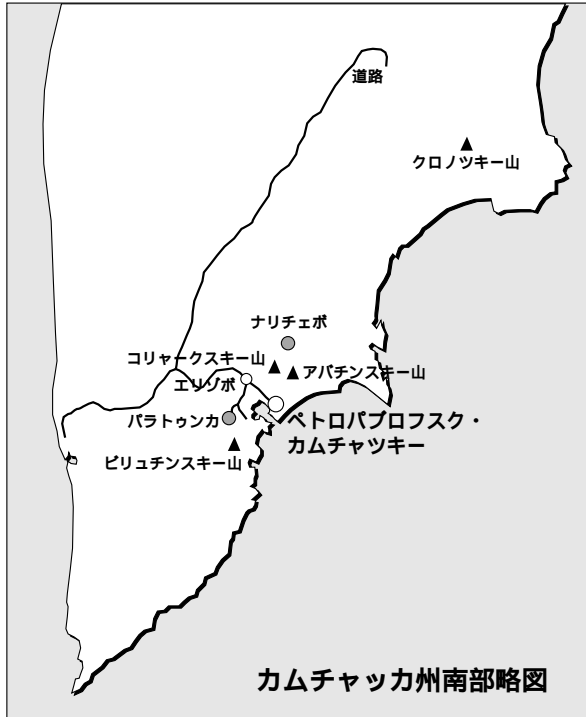 道路
クロノツキー山
ナリチェボ
コリャークスキー山
アバチンスキー山
エリゾボ
パラトゥンカ
ペトロパブロフスク・
カムチャツキー
ビリュチンスキー山
カムチャッカ州南部略図